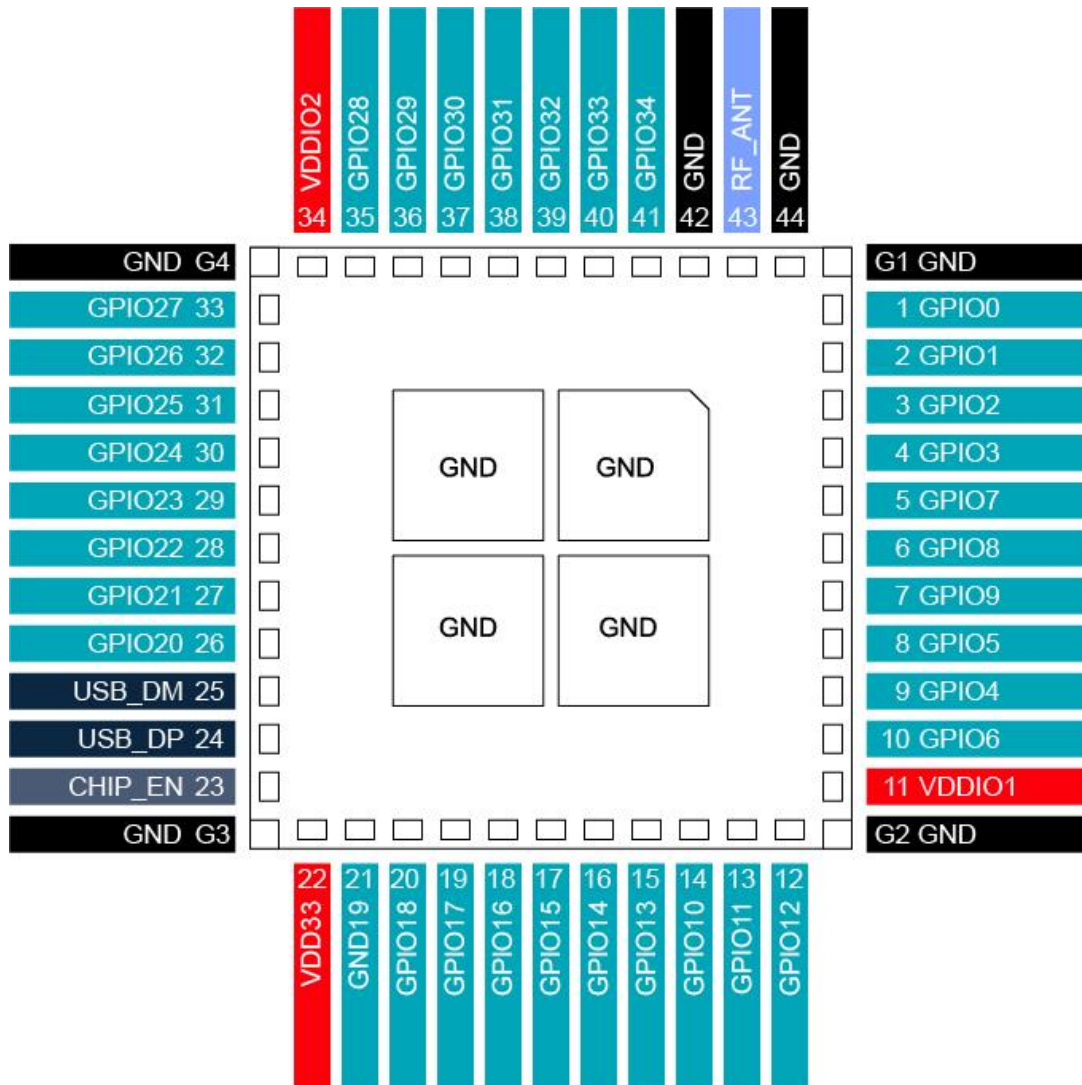 VDDIO2 34
GPIO28 35
GPIO29 36
GPIO30 37
GPIO31 38
GPIO32 39
GPIO33 40
GPIO34 41
GND 42
RF_ANT 43
GND 44
GND G4
GPIO27 33
GPIO26 32
GPIO25 31
GPIO24 30
GPIO23 29
GPIO22 28
GPIO21 27
GPIO20 26
USB_DM 25
USB_DP 24
CHIP_EN 23
GND G3
GND GND
GND GND
G1 GND
1 GPIO0
2 GPIO1
3 GPIO2
4 GPIO3
5 GPIO7
6 GPIO8
7 GPIO9
8 GPIO5
9 GPIO4
10 GPIO6
11 VDDIO1
G2 GND
VDD33 22
GND19 21
GPIO18 20
GPIO17 19
GPIO16 18
GPIO15 17
GPIO14 16
GPIO13 15
GPIO10 14
GPIO11 13
GPIO12 12